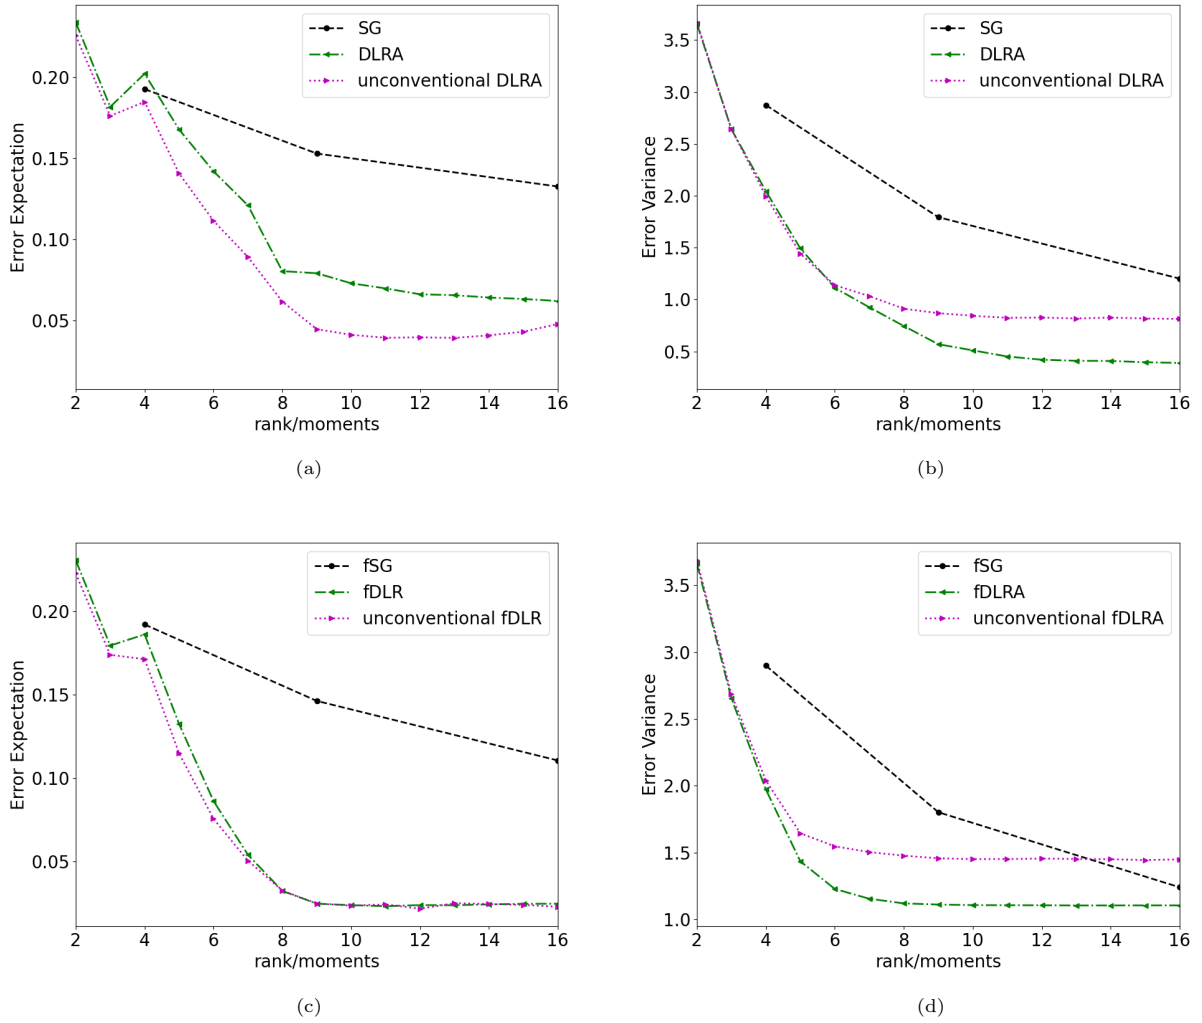 SG
DLRA
unconventional DLRA
0.20
0.15
0.10
0.05
Error Expectation
2 4 6 8 10 12 14 16
rank/moments
(a)
SG
DLRA
unconventional DLRA
3.5
3.0
2.5
2.0
1.5
1.0
0.5
Error Variance
2 4 6 8 10 12 14 16
rank/moments
(b)
fSG
fDLR
unconventional fDLR
0.20
0.15
0.10
0.05
Error Expectation
2 4 6 8 10 12 14 16
rank/moments
(c)
fSG
fDLRA
unconventional fDLRA
3.5
3.0
2.5
2.0
1.5
1.0
Error Variance
2 4 6 8 10 12 14 16
rank/moments
(d)